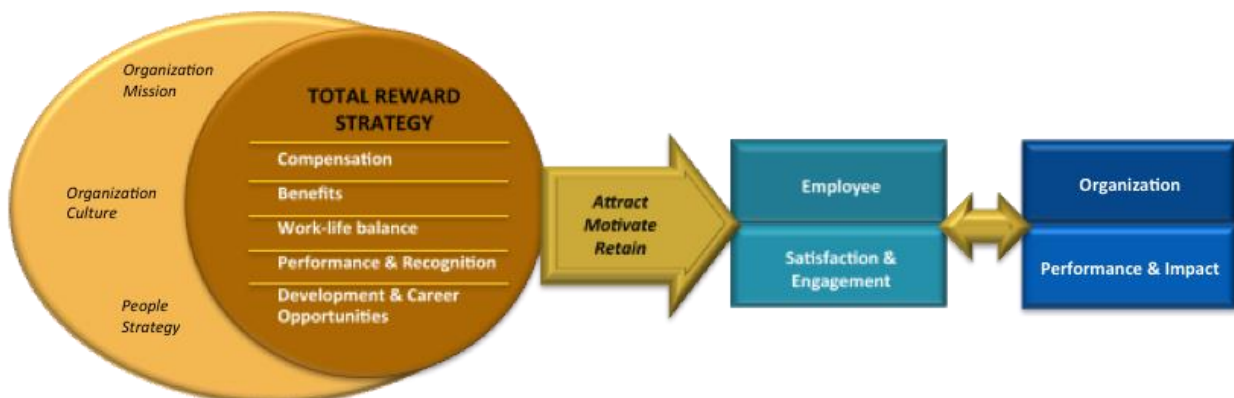 Organization
Mission
Organization
Culture
People
Strategy
TOTAL REWARD
STRATEGY
Compensation
Benefits
Work-life balance
Performance & Recognition
Development & Career
Opportunities
Attract
Motivate
Retain
Employee
Satisfaction &
Engagement
Organization
Performance & Impact